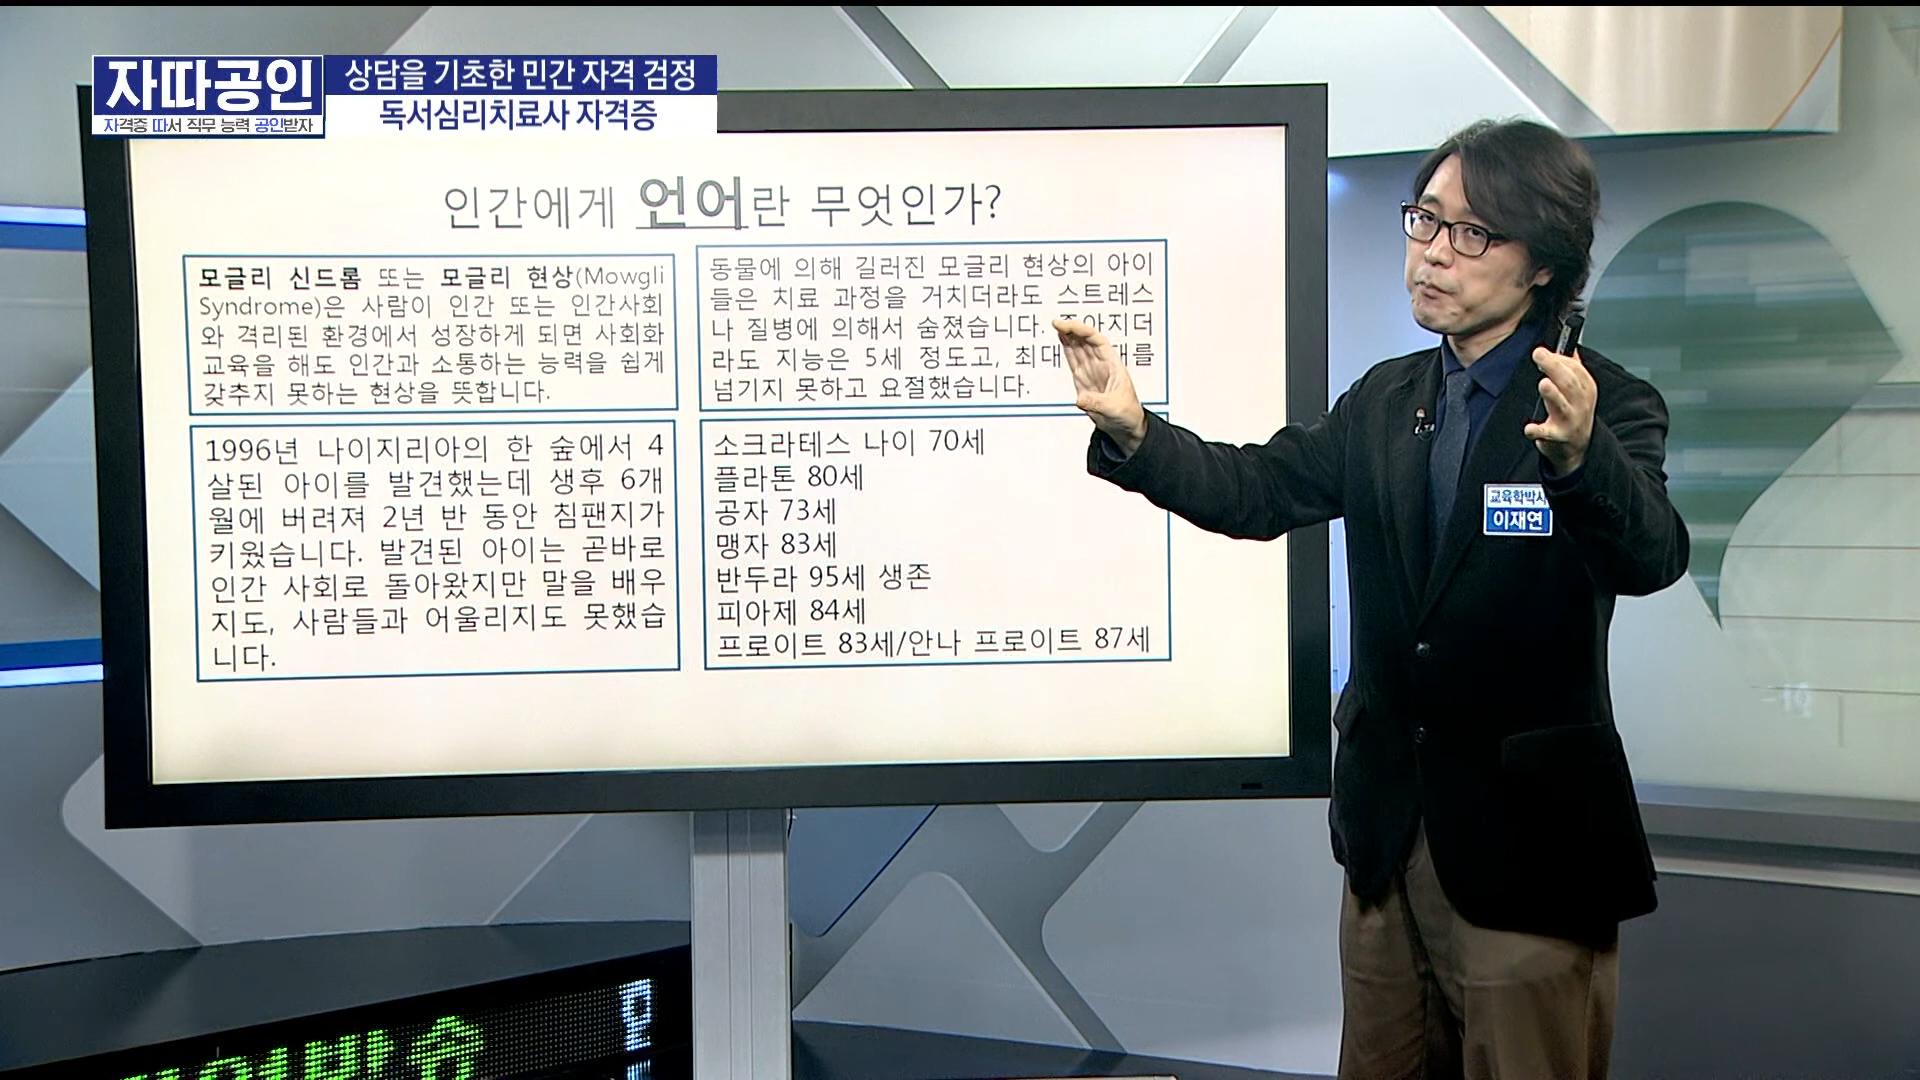 자따공인
자격증 따서 직무 능력 공인받자
상담을 기초한 민간 자격 검정
독서심리치료사 자격증
인간에게 언어란 무엇인가?
모글리 신드롬 또는 모글리 현상(Mowgli
Syndrome)은 사람이 인간 또는 인간사회
와 격리된 환경에서 성장하게 되면 사회화
교육을 해도 인간과 소통하는 능력을 쉽게
갖추지 못하는 현상을 뜻합니다.
동물에 의해 길러진 모글리 현상의 아이
들은 치료 과정을 거치더라도 스트레스
나 질병에 의해서 숨졌습니다.
라도 지능은 5세 정도고,
넘기지 못하고 요절했습니다.
1996년 나이지리아의 한 숲에서 4
살된 아이를 발견했는데 생후 6개
월에 버려져 2년 반 동안 침팬지가
키웠습니다. 발견된 아이는 곧바로
인간 사회로 돌아왔지만 말을 배우
지도, 사람들과 어울리지도 못했습
니다.
소크라테스 나이 70세
플라톤 80세
공자 73세
맹자 83세
반두라 95세 생존
피아제 84세
프로이트 83세/안나 프로이트 87세
교육학박사
이재연